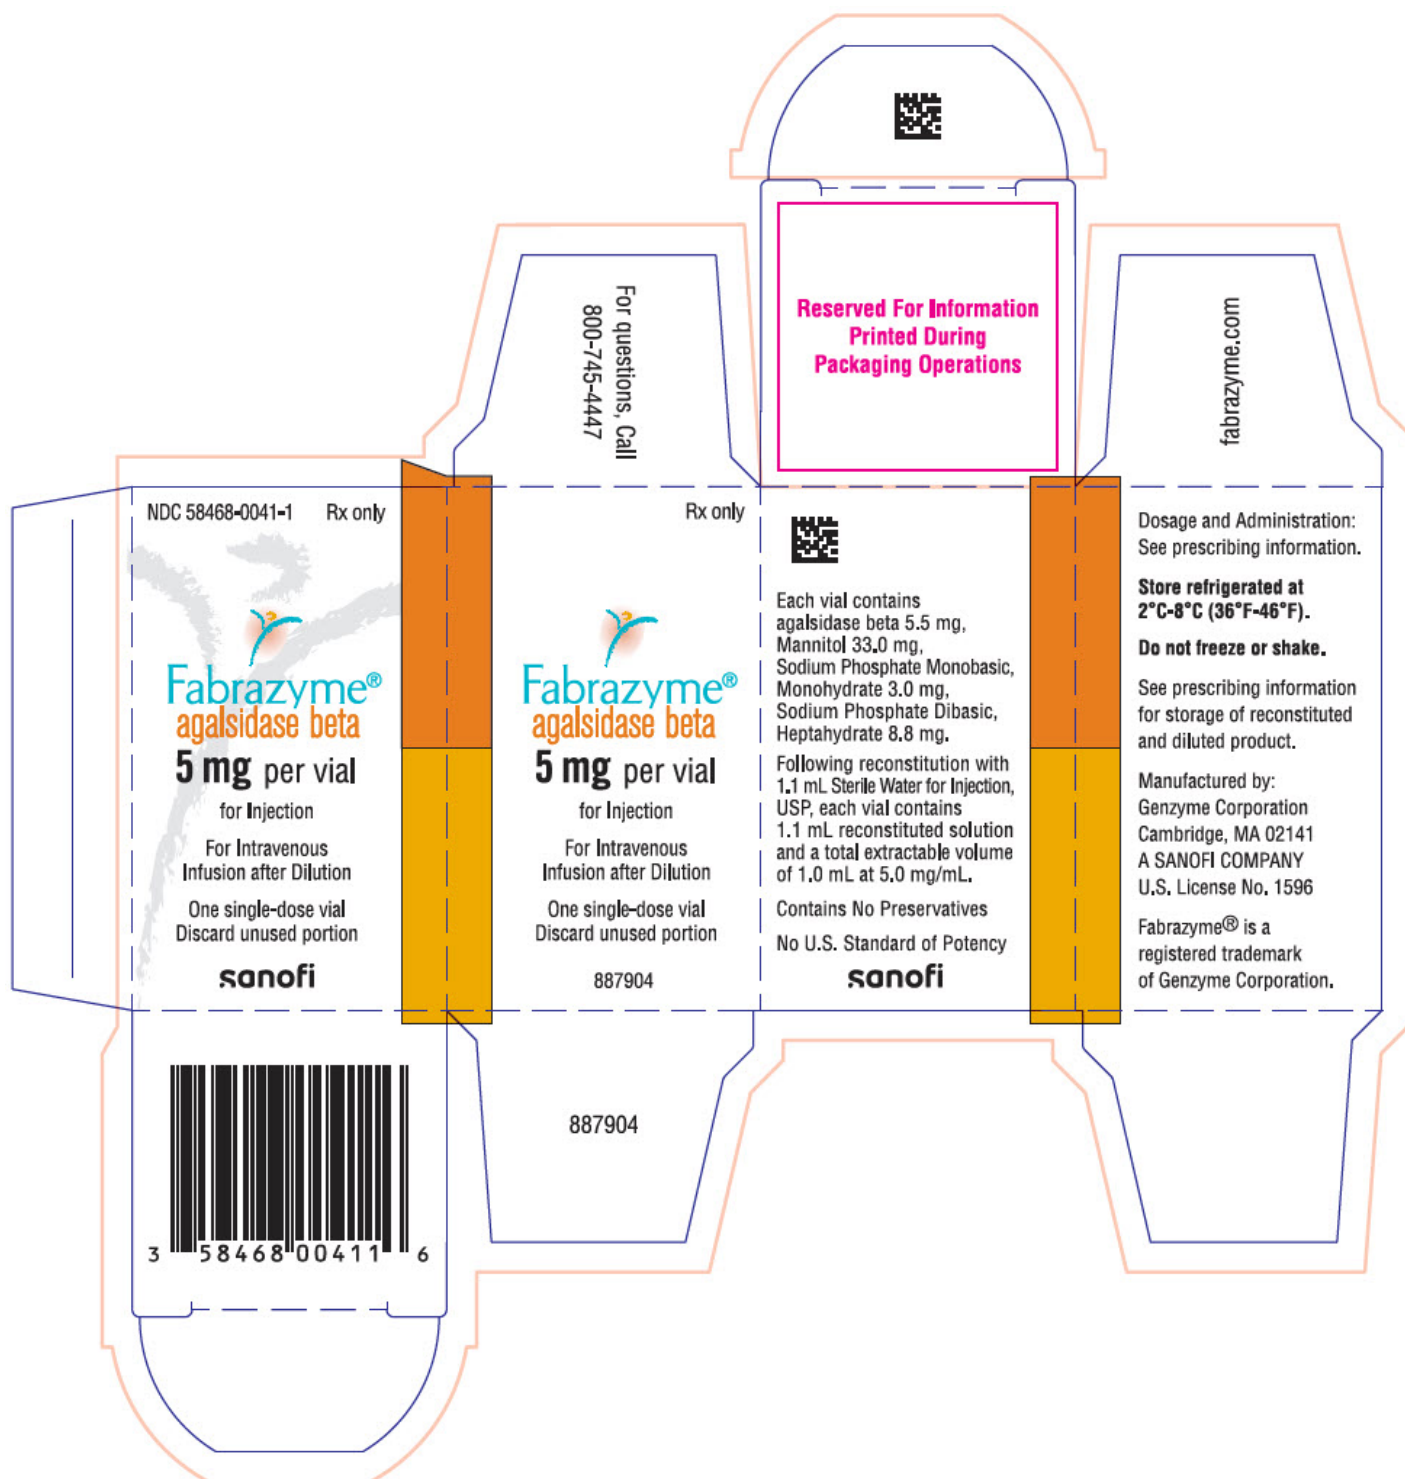 Reserved For Information
Printed During
Packaging Operations
For questions, Call
800-745-4447
fabrazyme.com
NDC 58468-0041-1 Rx only
Fabrazyme®
agalsidase beta
5 mg per vial
for Injection
For Intravenous
Infusion after Dilution
One single-dose vial
Discard unused portion
sanofi
3 58468 00411 6
Rx only
Fabrazyme®
agalsidase beta
5 mg per vial
for Injection
For Intravenous
Infusion after Dilution
One single-dose vial
Discard unused portion
887904
887904
Each vial contains
agalsidase beta 5.5 mg,
Mannitol 33.0 mg,
Sodium Phosphate Monobasic,
Monohydrate 3.0 mg,
Sodium Phosphate Dibasic,
Heptahydrate 8.8 mg.
Following reconstitution with
1.1 mL Sterile Water for Injection,
USP, each vial contains
1.1 mL reconstituted solution
and a total extractable volume
of 1.0 mL at 5.0 mg/mL.
Contains No Preservatives
No U.S. Standard of Potency
sanofi
Dosage and Administration:
See prescribing information.
Store refrigerated at
2°C-8°C (36°F-46°F).
Do not freeze or shake.
See prescribing information
for storage of reconstituted
and diluted product.
Manufactured by:
Genzyme Corporation
Cambridge, MA 02141
A SANOFI COMPANY
U.S. License No. 1596
Fabrazyme® is a
registered trademark
of Genzyme Corporation.